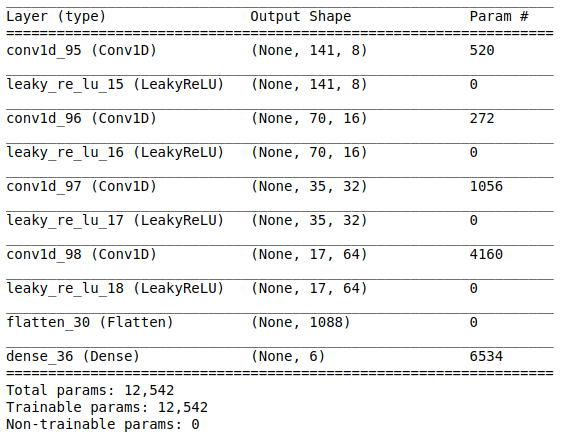 Layer (type) Output Shape Param #
conv1d_95 (Conv1D) (None, 141, 8) 520
leaky_re_lu_15 (LeakyReLU) (None, 141, 8) 0
conv1d_96 (Conv1D) (None, 70, 16) 272
leaky_re_lu_16 (LeakyReLU) (None, 70, 16) 0
conv1d_97 (Conv1D) (None, 35, 32) 1056
leaky_re_lu_17 (LeakyReLU) (None, 35, 32) 0
conv1d_98 (Conv1D) (None, 17, 64) 4160
leaky_re_lu_18 (LeakyReLU) (None, 17, 64) 0
flatten_30 (Flatten) (None, 1088) 0
dense_36 (Dense) (None, 6) 6534
Total params: 12,542
Trainable params: 12,542
Non-trainable params: 0